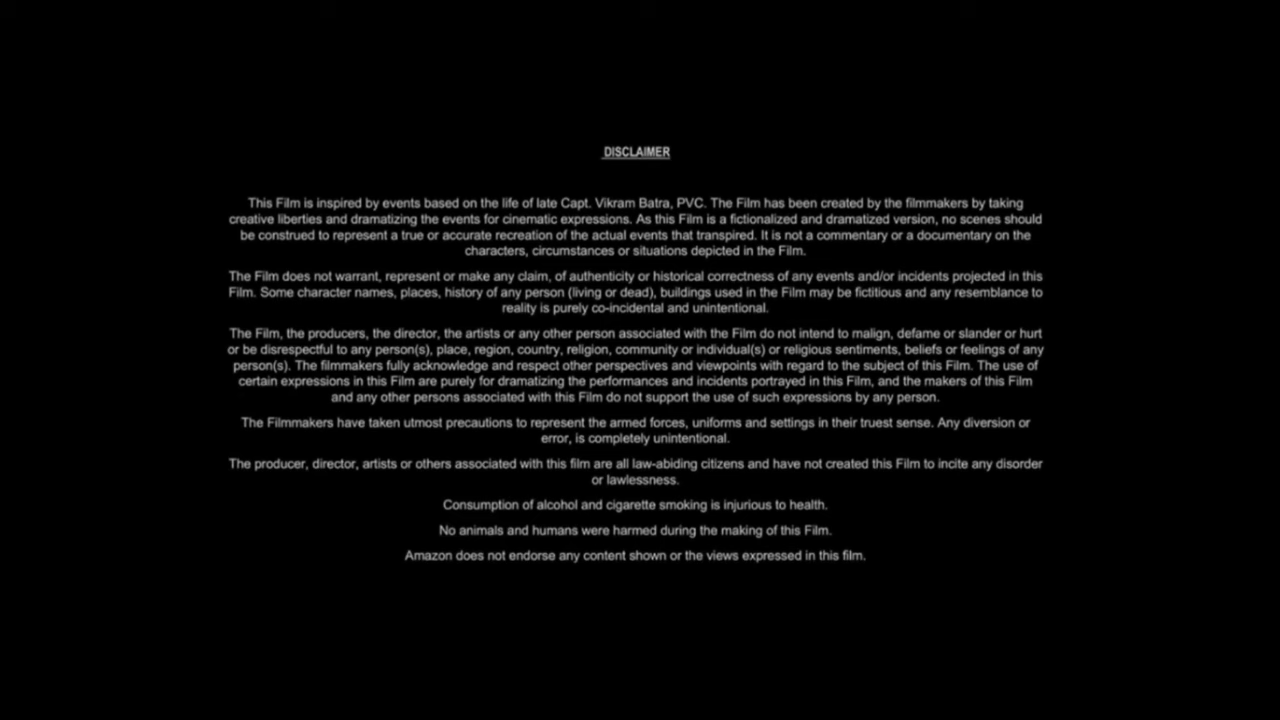 DISCLAIMER
This Film is inspired by events based on the life of late Capt. Vikram Batra, PVC. The Film has been created by the filmmakers by taking
creative liberties and dramatizing the events for cinematic expressions. As this Film is a fictionalized and dramatized version, no scenes should
be construed to represent a true or accurate recreation of the actual events that transpired. It is not a commentary or a documentary on the
characters, circumstances or situations depicted in the Film.
The Film does not warrant, represent or make any claim, of authenticity or historical correctness of any events and/or incidents projected in this
Film. Some character names, places, history of any person (living or dead), buildings used in the Film may be fictitious and any resemblance to
reality is purely co-incidental and unintentional.
The Film, the producers, the director, the artists or any other person associated with the Film do not intend to malign, defame or slander or hurt
or be disrespectful to any person(s), place, region, country, religion, community or individual(s) or religious sentiments, beliefs or feelings of any
person(s). The filmmakers fully acknowledge and respect other perspectives and viewpoints with regard to the subject of this Film. The use of
certain expressions in this Film are purely for dramatizing the performances and incidents portrayed in this Film, and the makers of this Film
and any other persons associated with this Film do not support the use of such expressions by any person.
The Filmmakers have taken utmost precautions to represent the armed forces, uniforms and settings in their truest sense. Any diversion or
error, is completely unintentional.
The producer, director, artists or others associated with this film are all law-abiding citizens and have not created this Film to incite any disorder
or lawlessness.
Consumption of alcohol and cigarette smoking is injurious to health.
No animals and humans were harmed during the making of this Film.
Amazon does not endorse any content shown or the views expressed in this film.